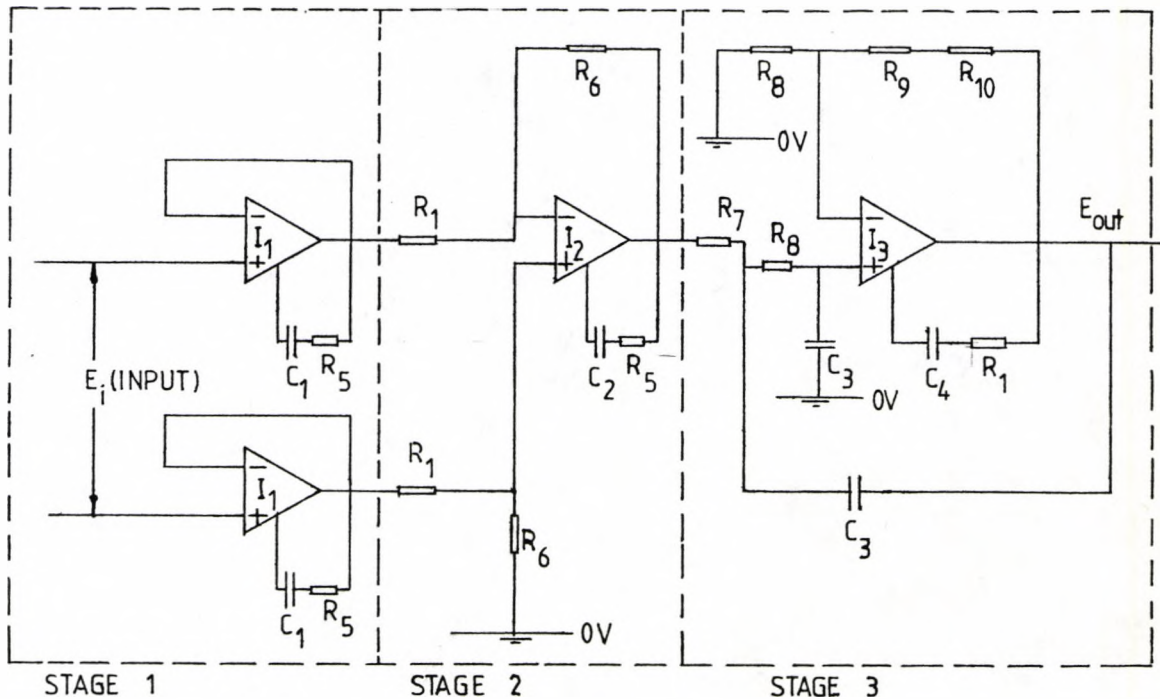 R6
R8
R9
R10
0V
R1
I1
I2
R7
R8
I3
Eout
C1
R5
C2
R5
C3
0V
C4
R1
Ei(INPUT)
R1
I1
R6
C3
C1
R5
0V
STAGE 1
STAGE 2
STAGE 3